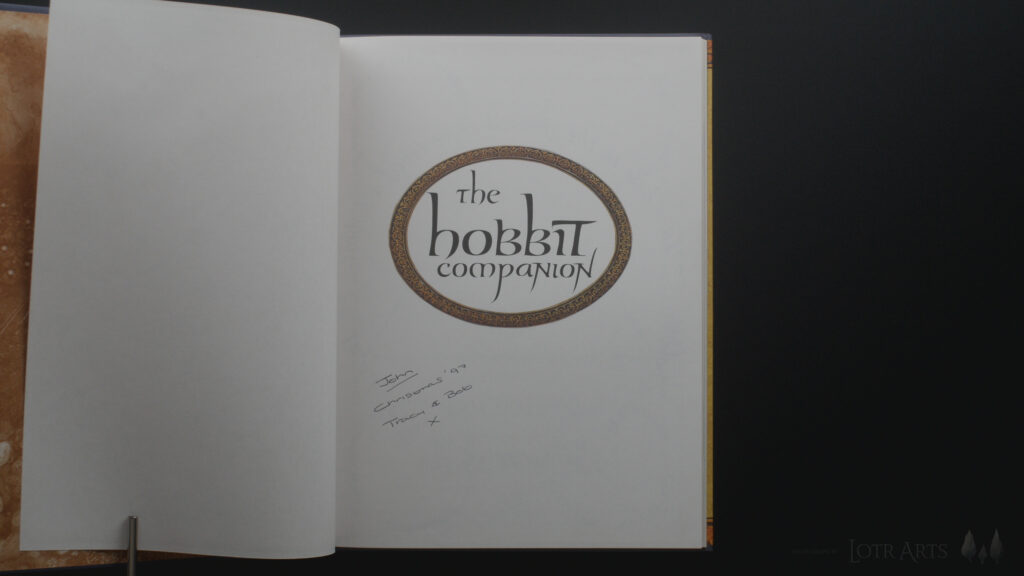 the
hobbit
companion
John
Christmas '97
Tracy & Bob
x
LOTR ARTS